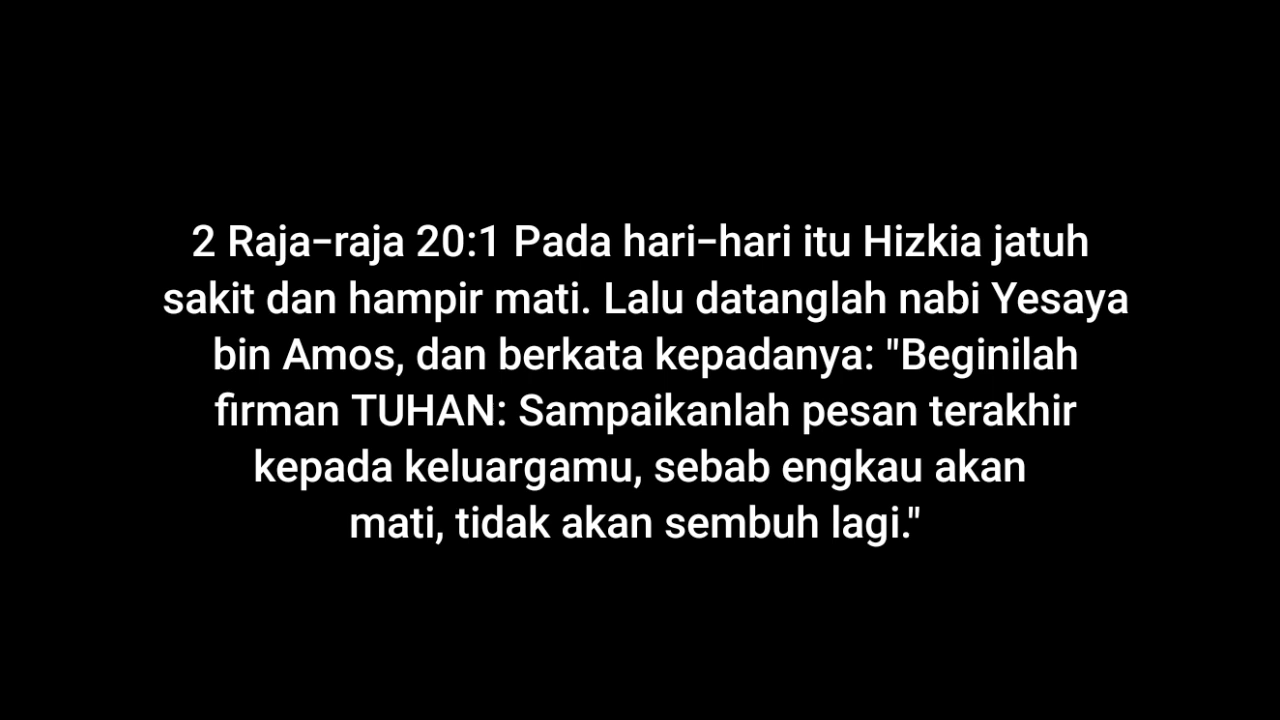 2 Raja-raja 20:1 Pada hari-hari itu Hizkia jatuh
sakit dan hampir mati. Lalu datanglah nabi Yesaya
bin Amos, dan berkata kepadanya: "Beginilah
firman TUHAN: Sampaikanlah pesan terakhir
kepada keluargamu, sebab engkau akan
mati, tidak akan sembuh lagi."